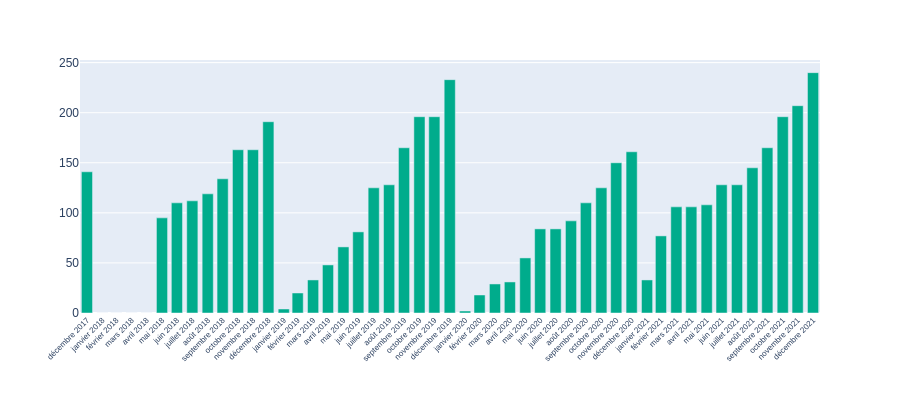 250
200
150
100
50
0
décembre 2017
janvier 2018
février 2018
mars 2018
avril 2018
mai 2018
juin 2018
juillet 2018
août 2018
septembre 2018
octobre 2018
novembre 2018
décembre 2018
janvier 2019
février 2019
mars 2019
avril 2019
mai 2019
juin 2019
juillet 2019
août 2019
septembre 2019
octobre 2019
novembre 2019
décembre 2019
janvier 2020
février 2020
mars 2020
avril 2020
mai 2020
juin 2020
juillet 2020
août 2020
septembre 2020
octobre 2020
novembre 2020
décembre 2020
janvier 2021
février 2021
mars 2021
avril 2021
mai 2021
juin 2021
juillet 2021
août 2021
septembre 2021
octobre 2021
novembre 2021
décembre 2021